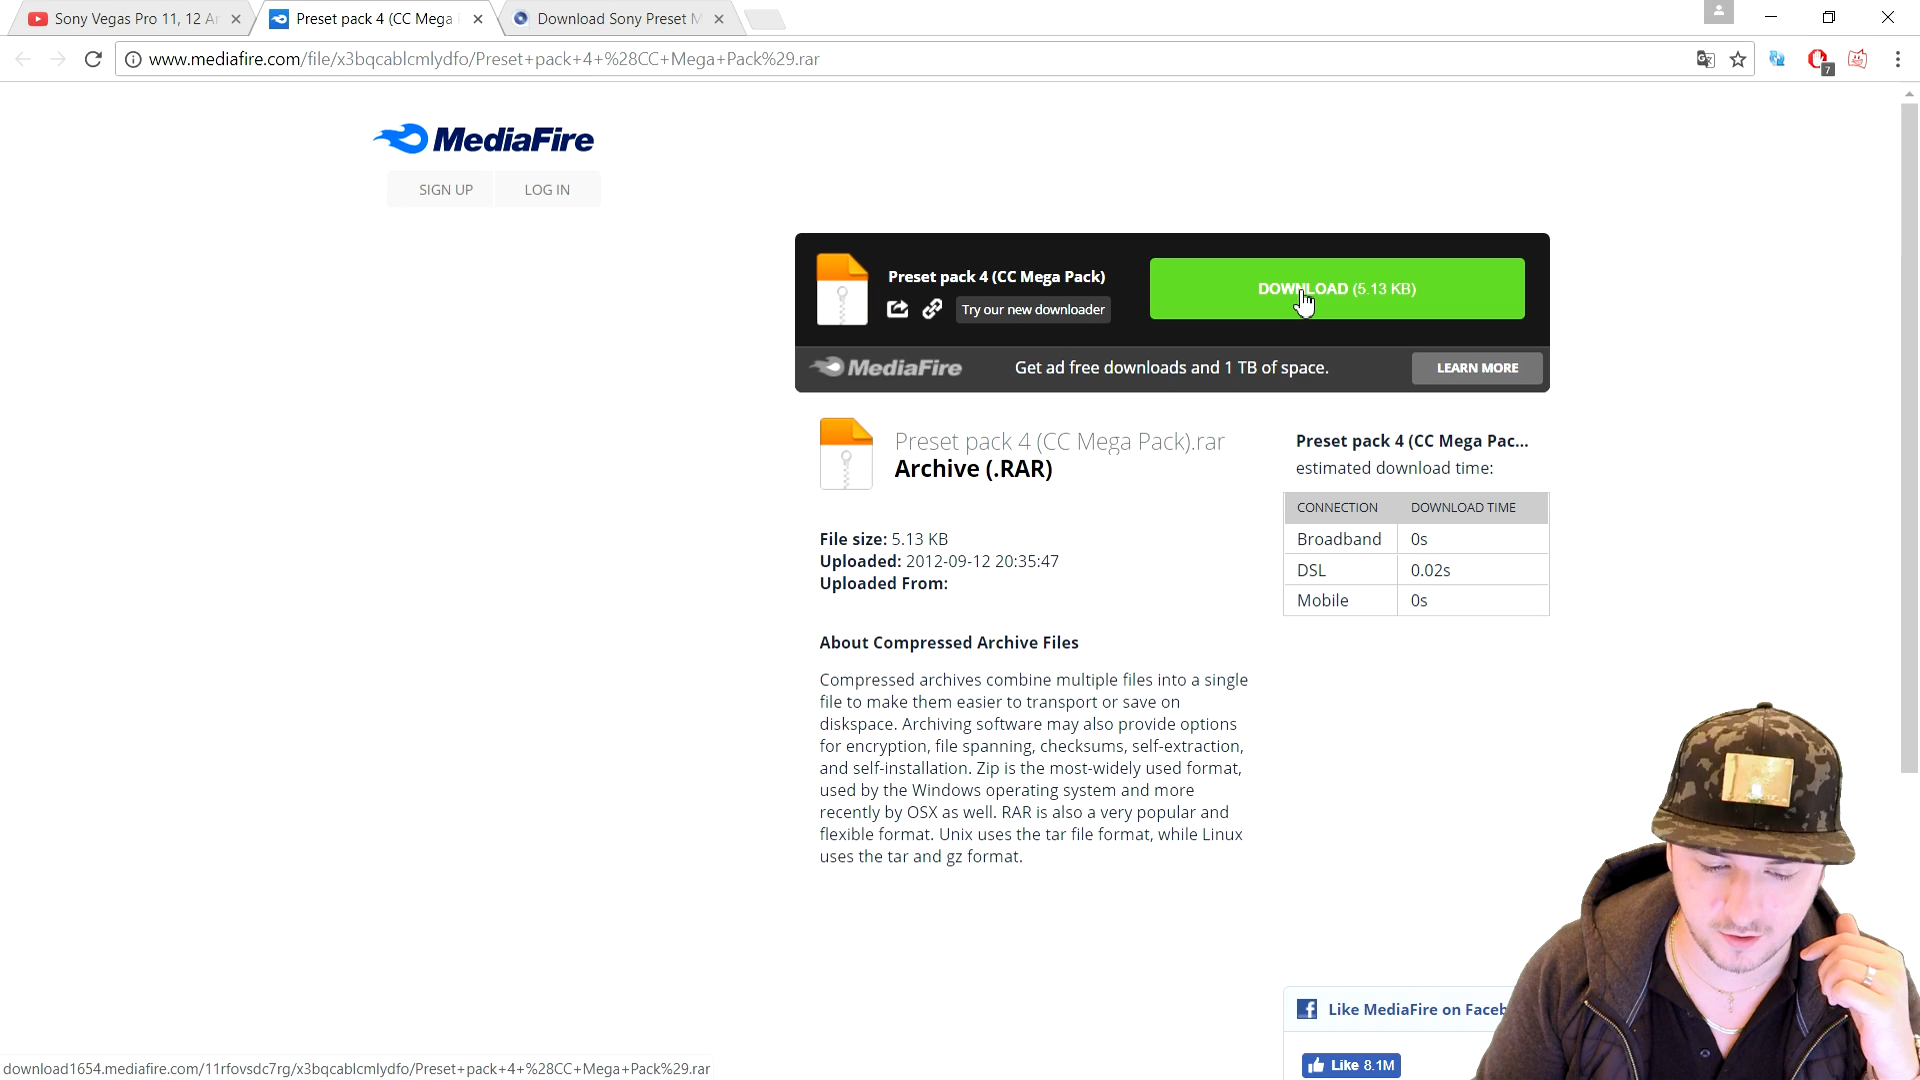 Sony Vegas Pro 11, 12 Ar
Preset pack 4 (CC Mega
Download Sony Preset M
www.mediafire.com/file/x3bqcablcmlydfo/Preset+pack+4+%28CC+Mega+Pack%29.rar
7
MediaFire
SIGN UP
LOG IN
Preset pack 4 (CC Mega Pack)
Try our new downloader
DOWNLOAD (5.13 KB)
MediaFire
Get ad free downloads and 1 TB of space.
LEARN MORE
Preset pack 4 (CC Mega Pack).rar
Archive (.RAR)
File size: 5.13 KB
Uploaded: 2012-09-12 20:35:47
Uploaded From:
About Compressed Archive Files
Compressed archives combine multiple files into a single
file to make them easier to transport or save on
diskspace. Archiving software may also provide options
for encryption, file spanning, checksums, self-extraction,
and self-installation. Zip is the most-widely used format,
used by the Windows operating system and more
recently by OSX as well. RAR is also a very popular and
flexible format. Unix uses the tar file format, while Linux
uses the tar and gz format.
Preset pack 4 (CC Mega Pac...
estimated download time:
CONNECTION DOWNLOAD TIME
Broadband 0s
DSL 0.02s
Mobile 0s
Like MediaFire on Faceb
Like 8.1M
download1654.mediafire.com/11rfovsdc7rg/x3bqcablcmlydfo/Preset+pack+4+%28CC+Mega+Pack%29.rar